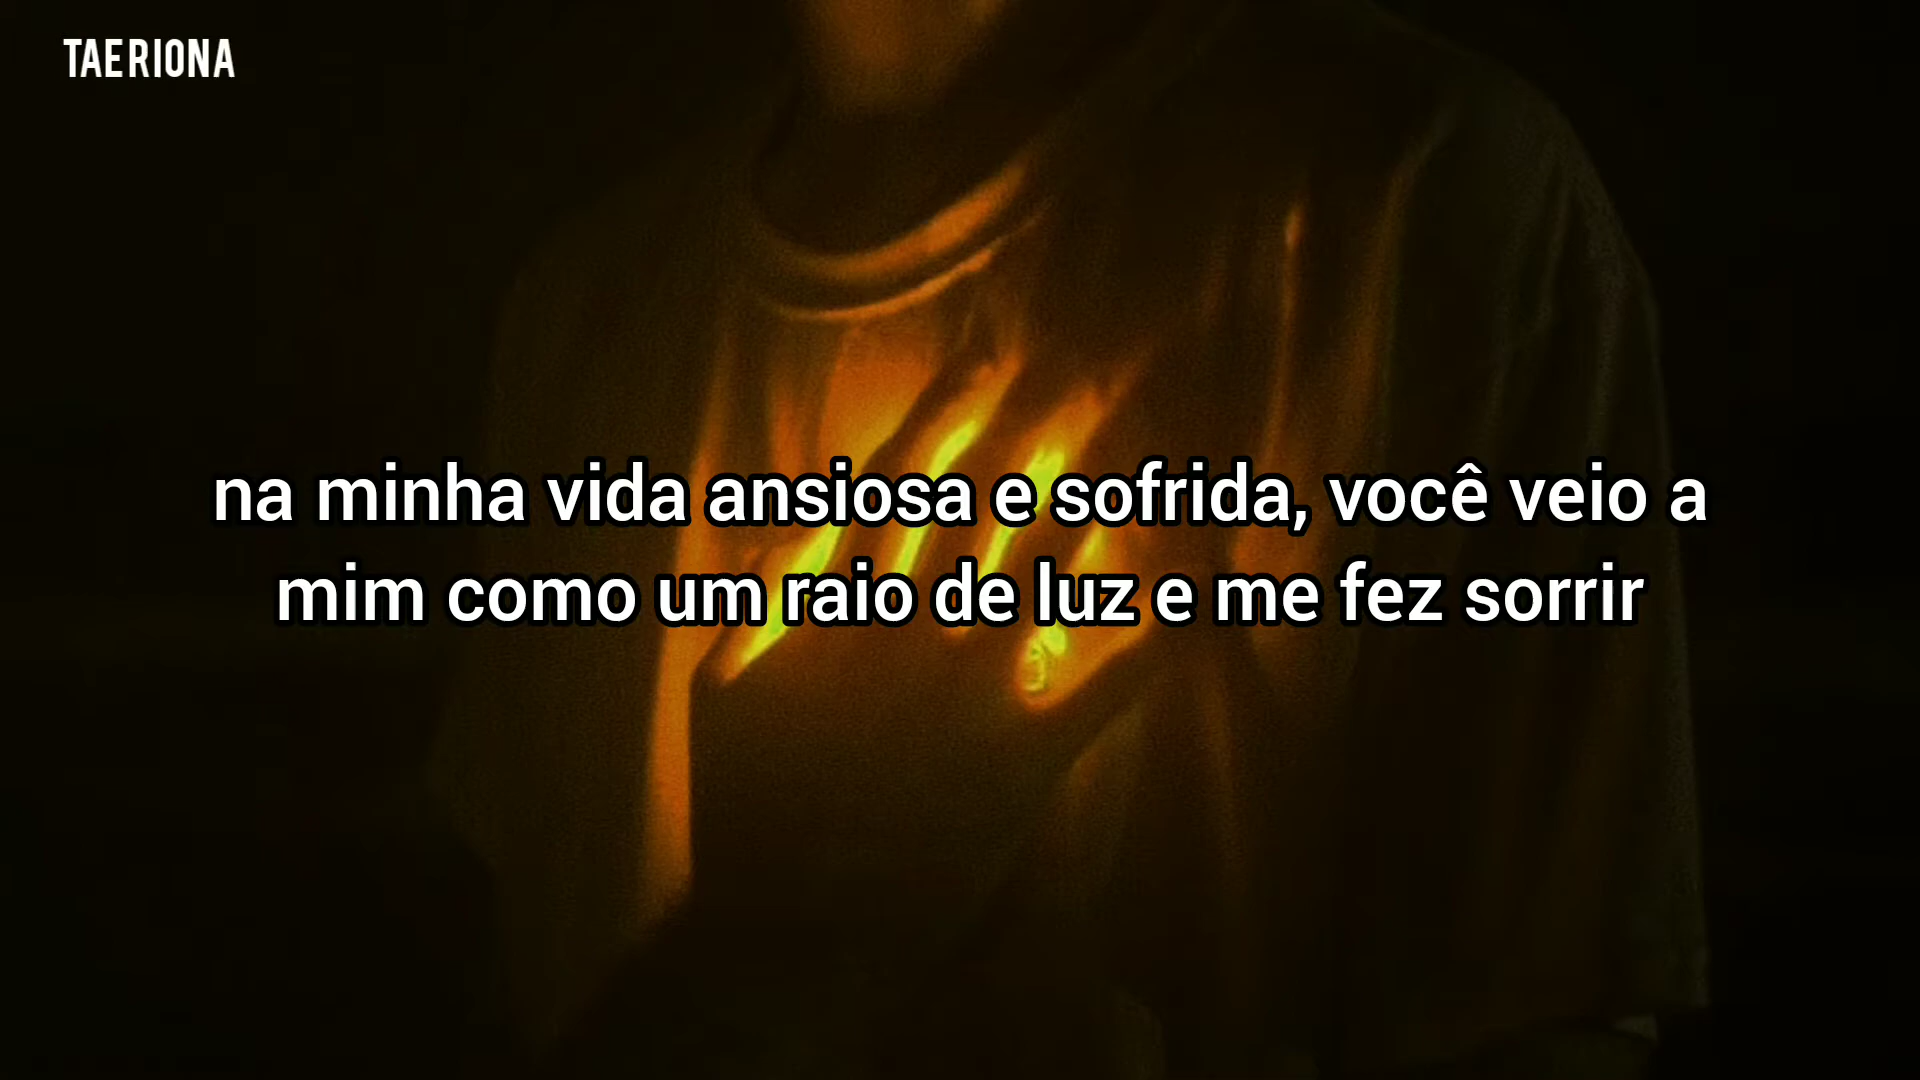 TAERIONA
na minha vida ansiosa e sofrida, você veio a
mim como um raio de luz e me fez sorrir